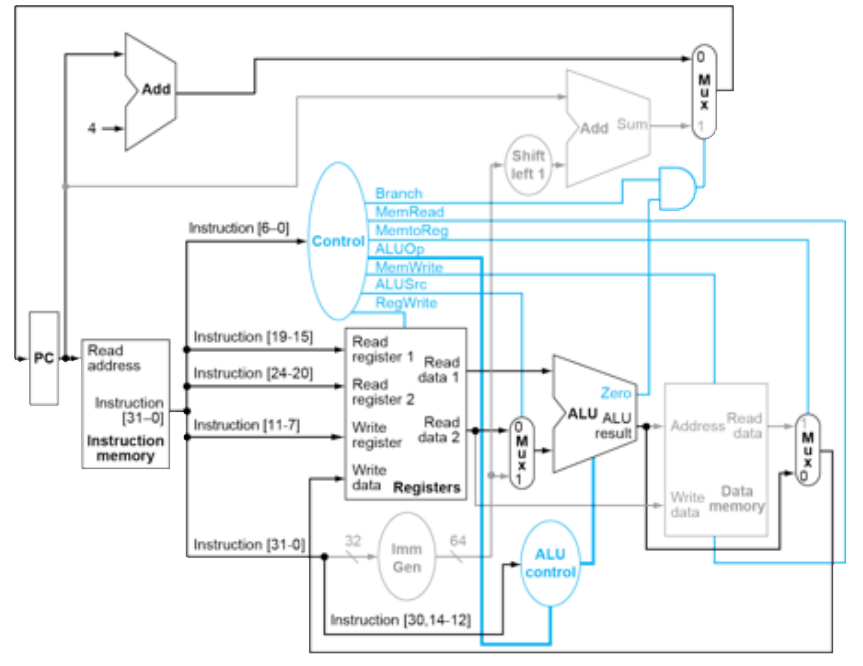 0
Mux
1
Add
4
Add Sum
Shift
left 1
Branch
MemRead
MemtoReg
ALUOp
MemWrite
ALUSrc
RegWrite
Control
Instruction [6–0]
Instruction [19-15]
Instruction [24-20]
Instruction [11-7]
Instruction [31-0]
Instruction [30,14-12]
PC
Read
address
Instruction
[31–0]
Instruction
memory
Read
register 1
Read
register 2
Write
register
Write
data
Read
data 1
Read
data 2
Registers
0
Mux
1
Zero
ALU
ALU
result
Address
Read
data
Write
data
Data
memory
1
Mux
0
32
Imm
Gen
64
ALU
control